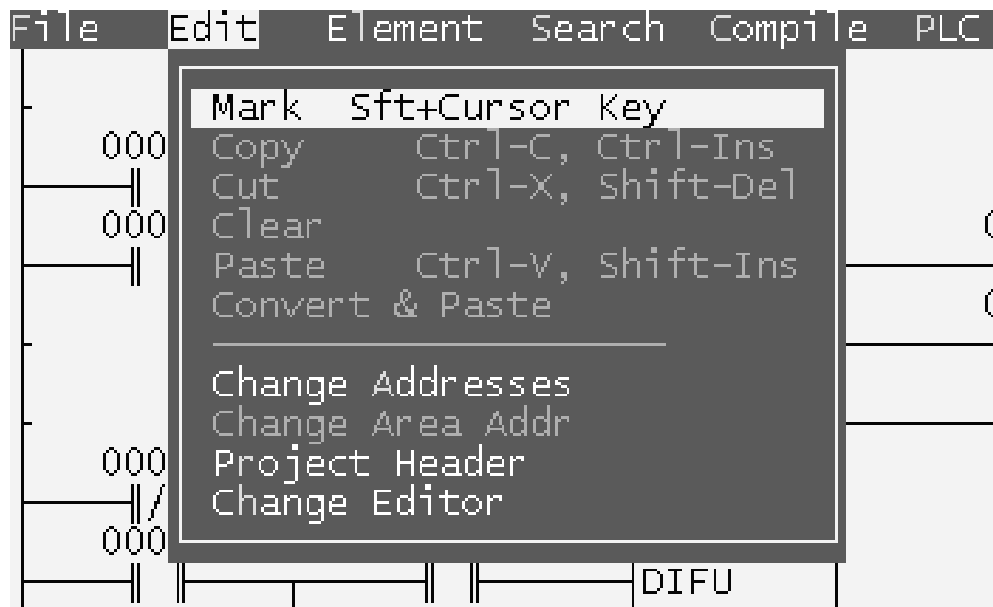 File Edit Element Search Compile PLC
Mark Sft+Cursor Key
000
Copy Ctrl-C, Ctrl-Ins
Cut Ctrl-X, Shift-Del
000
Clear
Paste Ctrl-V, Shift-Ins
Convert & Paste
Change Addresses
Change Area Addr
000
Project Header
Change Editor
000
DIFU